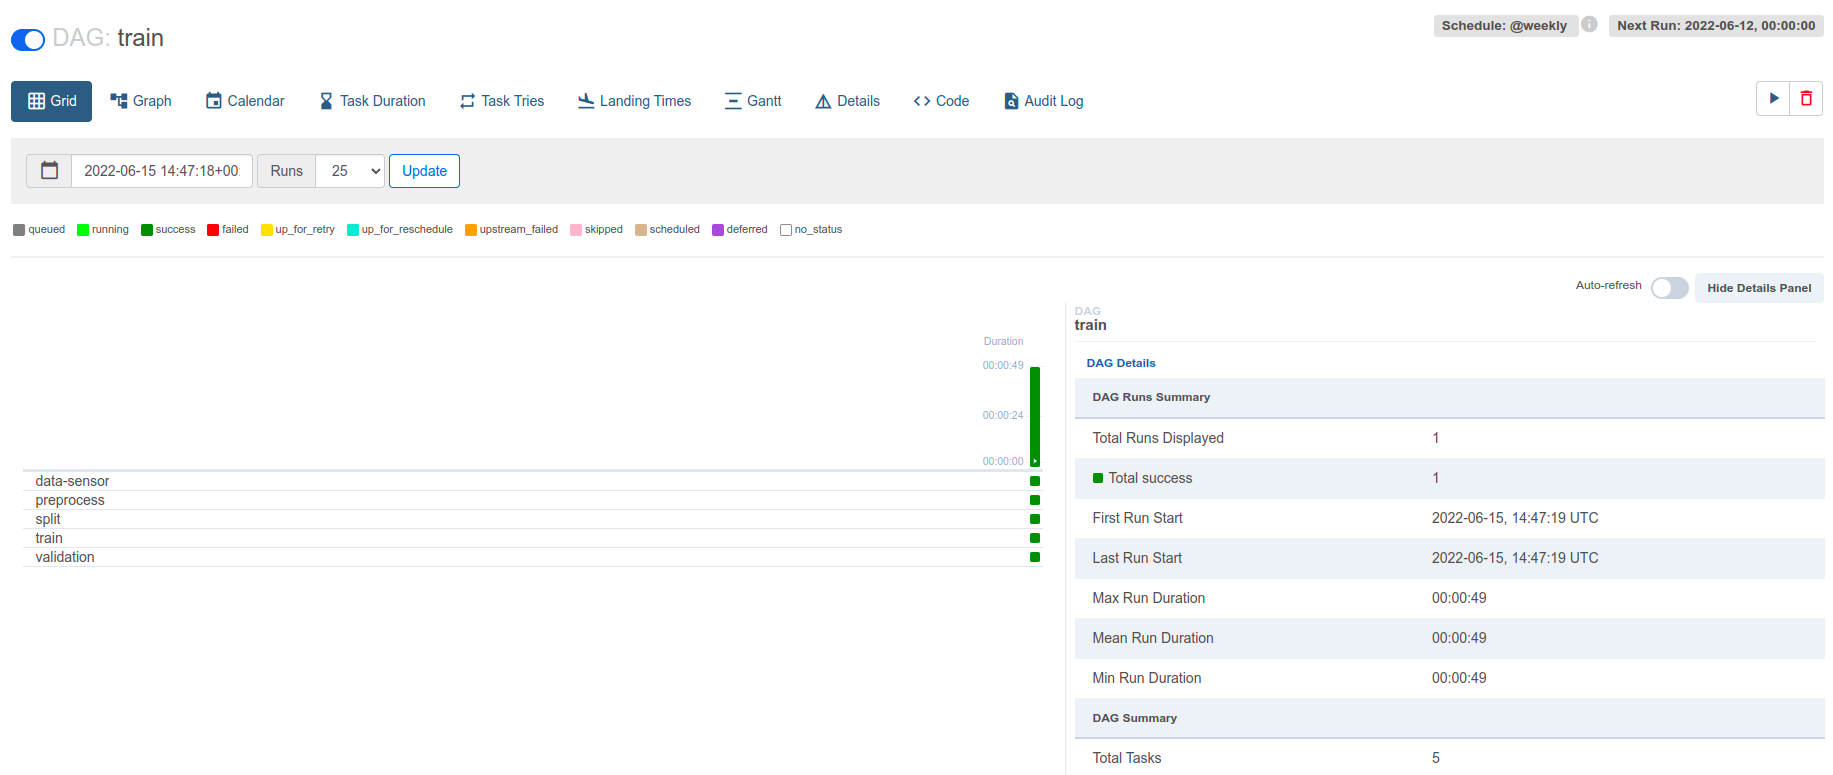 DAG: train
Schedule: @weekly
Next Run: 2022-06-12, 00:00:00
Grid Graph Calendar Task Duration Task Tries Landing Times Gantt Details Code Audit Log
2022-06-15 14:47:18+00: Runs 25 Update
queued running success failed up_for_retry up_for_reschedule upstream_failed skipped scheduled deferred no_status
Auto-refresh Hide Details Panel
Duration
00:00:49
00:00:24
00:00:00
data-sensor
preprocess
split
train
validation
DAG
train
DAG Details
DAG Runs Summary
Total Runs Displayed 1
Total success 1
First Run Start 2022-06-15, 14:47:19 UTC
Last Run Start 2022-06-15, 14:47:19 UTC
Max Run Duration 00:00:49
Mean Run Duration 00:00:49
Min Run Duration 00:00:49
DAG Summary
Total Tasks 5